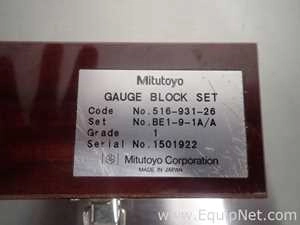 Mitutoyo
GAUGE BLOCK SET
Code No.516-931-26
Set No.BE1-9-1A/A
Grade 1
Serial No.1501922
Mitutoyo Corporation
MADE IN JAPAN
EquipNet.com